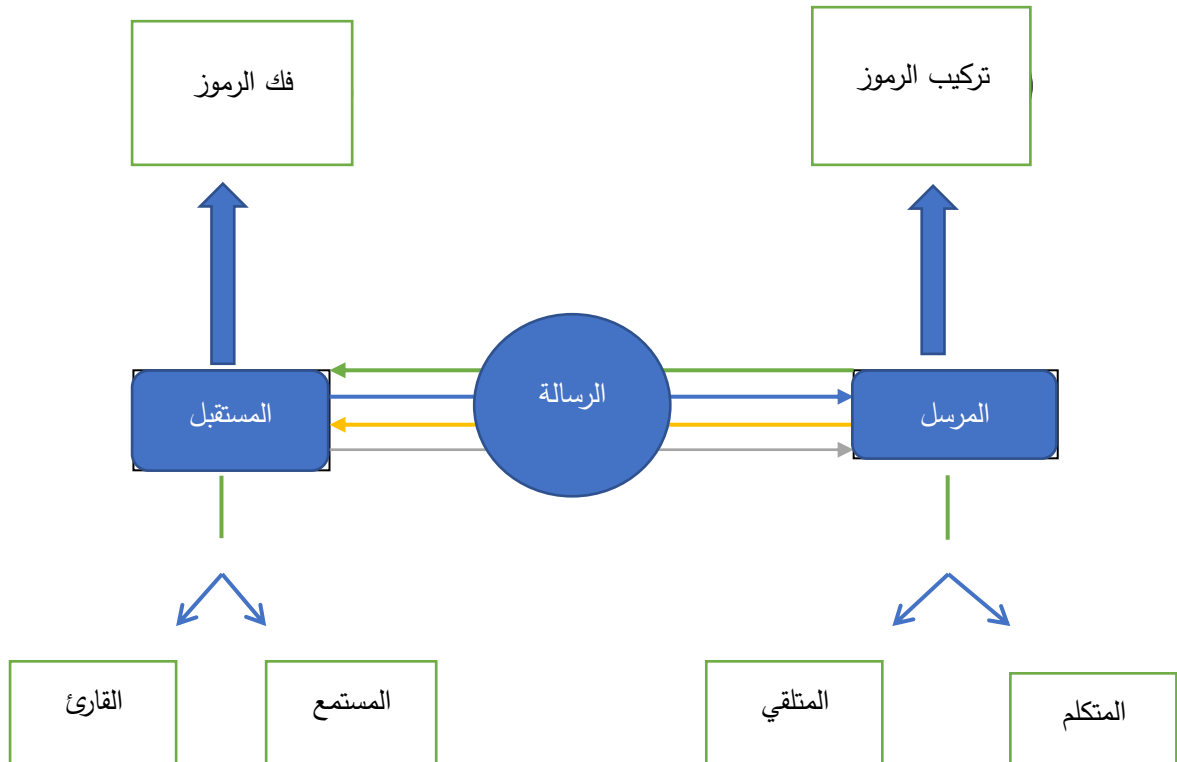 تركيب الرموز
فك الرموز
الرسالة
المرسل
المستقبل
المتكلم
المتلقي
المستمع
القارئ